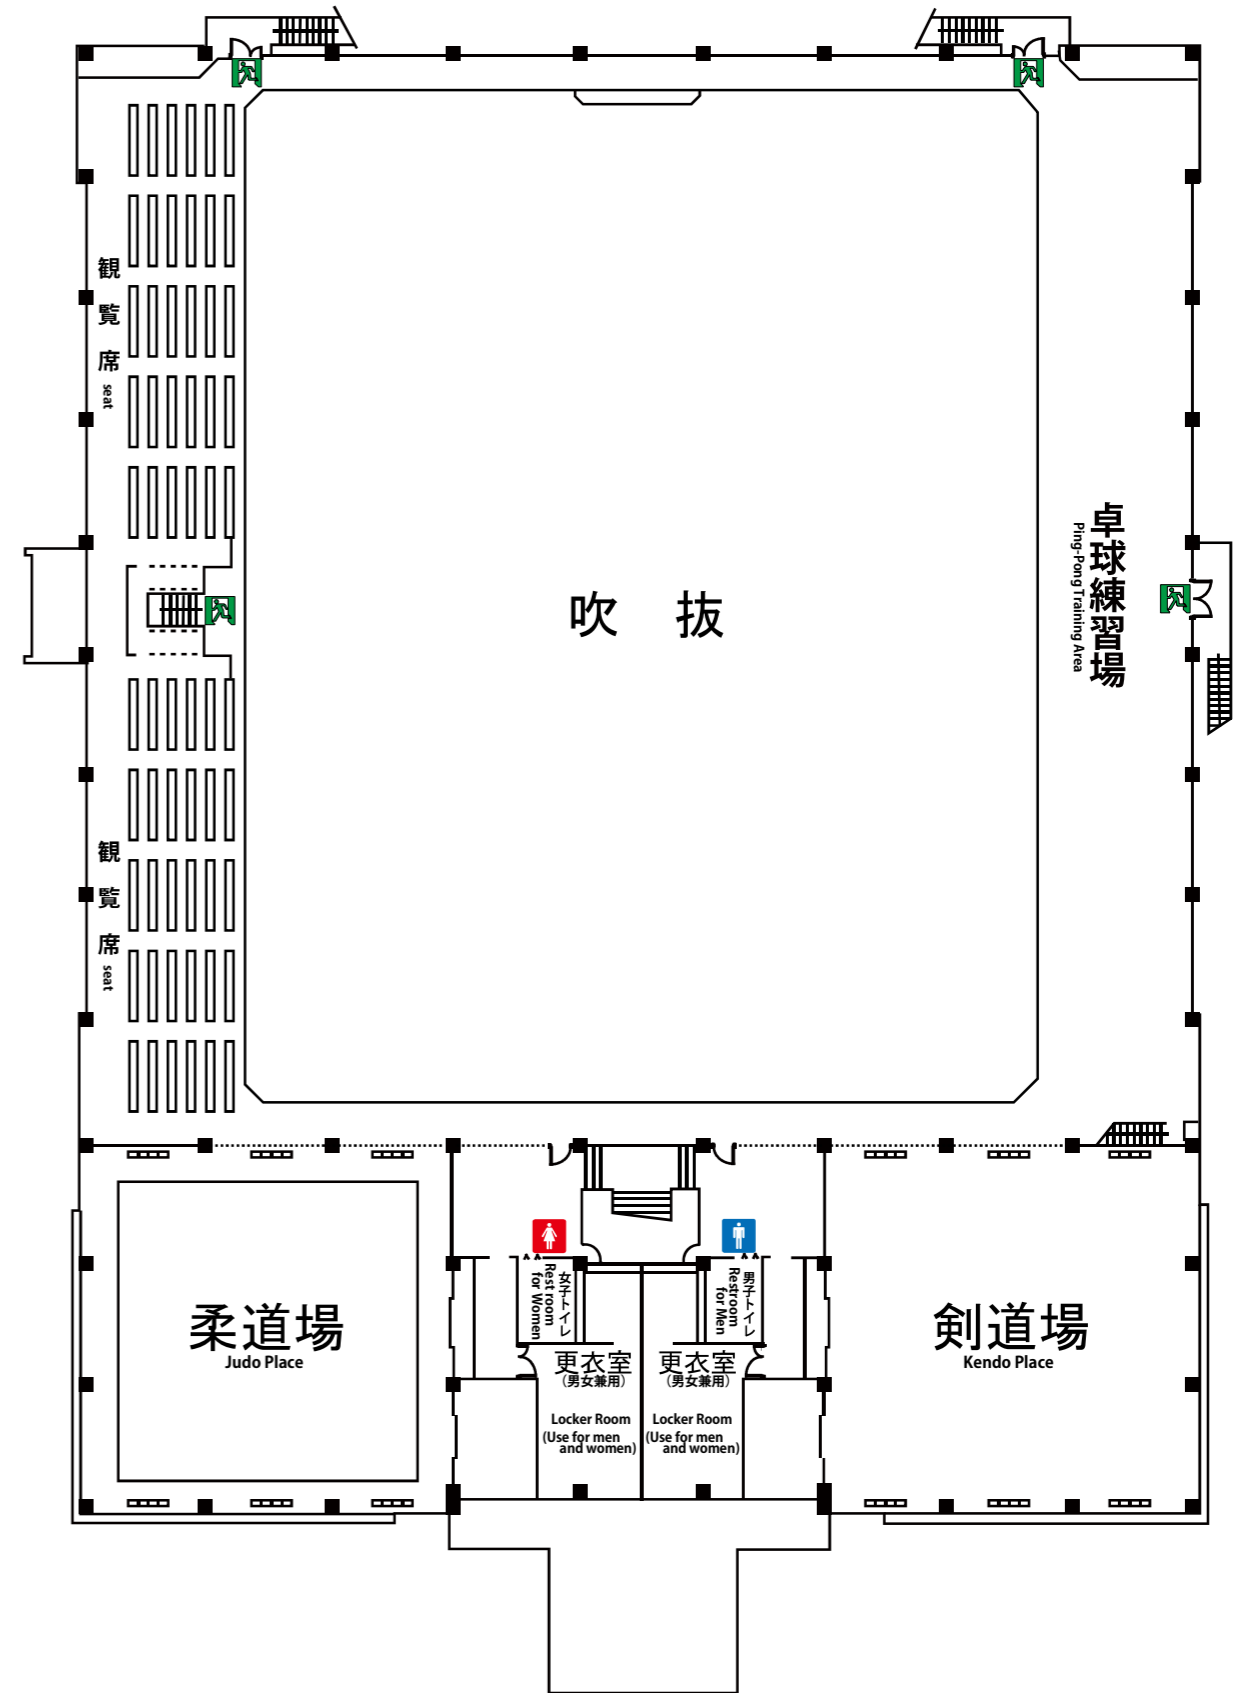 観覧席
seat
吹 抜
卓球練習場
Ping-Pong Training Area
観覧席
seat
柔道場
Judo Place
女子トイレ
Rest room
for Women
男子トイレ
Restroom
for Men
更衣室
（男女兼用）
Locker Room
(Use for men
and women)
更衣室
（男女兼用）
Locker Room
(Use for men
and women)
剣道場
Kendo Place